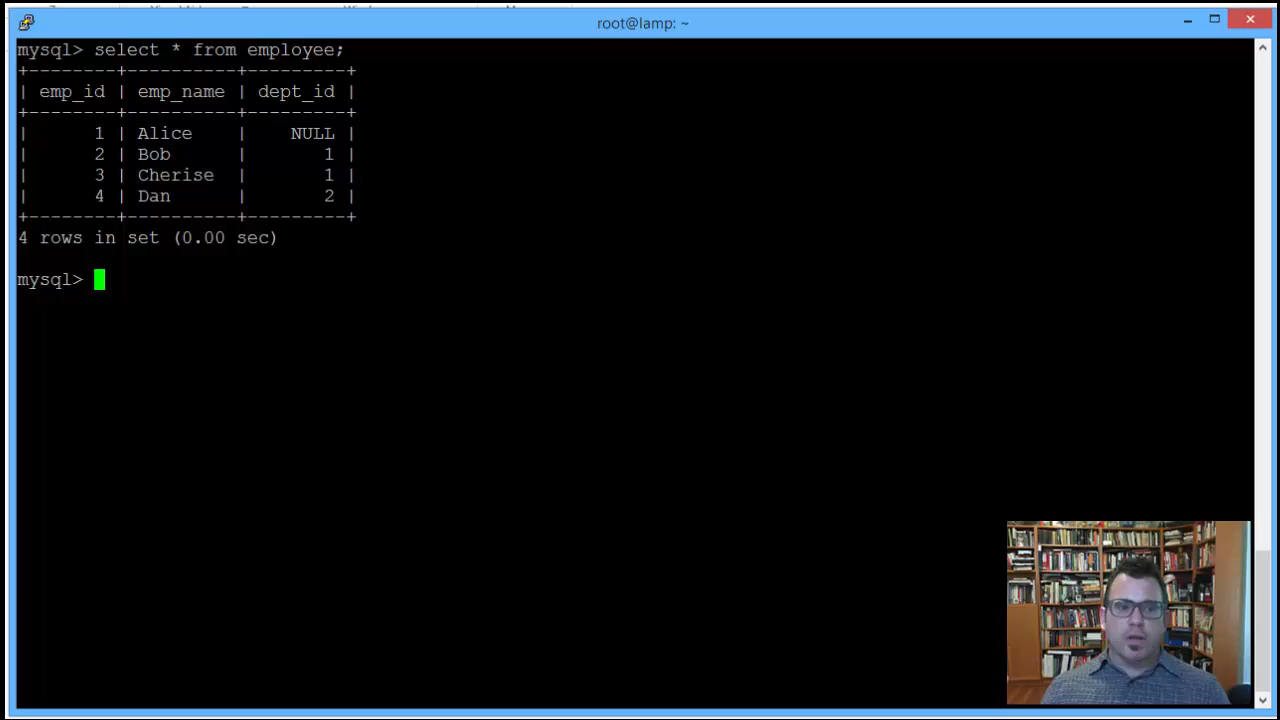 root@lamp: ~
mysql> select * from employee;
+--------+----------+---------+
| emp_id | emp_name | dept_id |
+--------+----------+---------+
|      1 | Alice    |    NULL |
|      2 | Bob      |       1 |
|      3 | Cherise  |       1 |
|      4 | Dan      |       2 |
+--------+----------+---------+
4 rows in set (0.00 sec)
mysql>